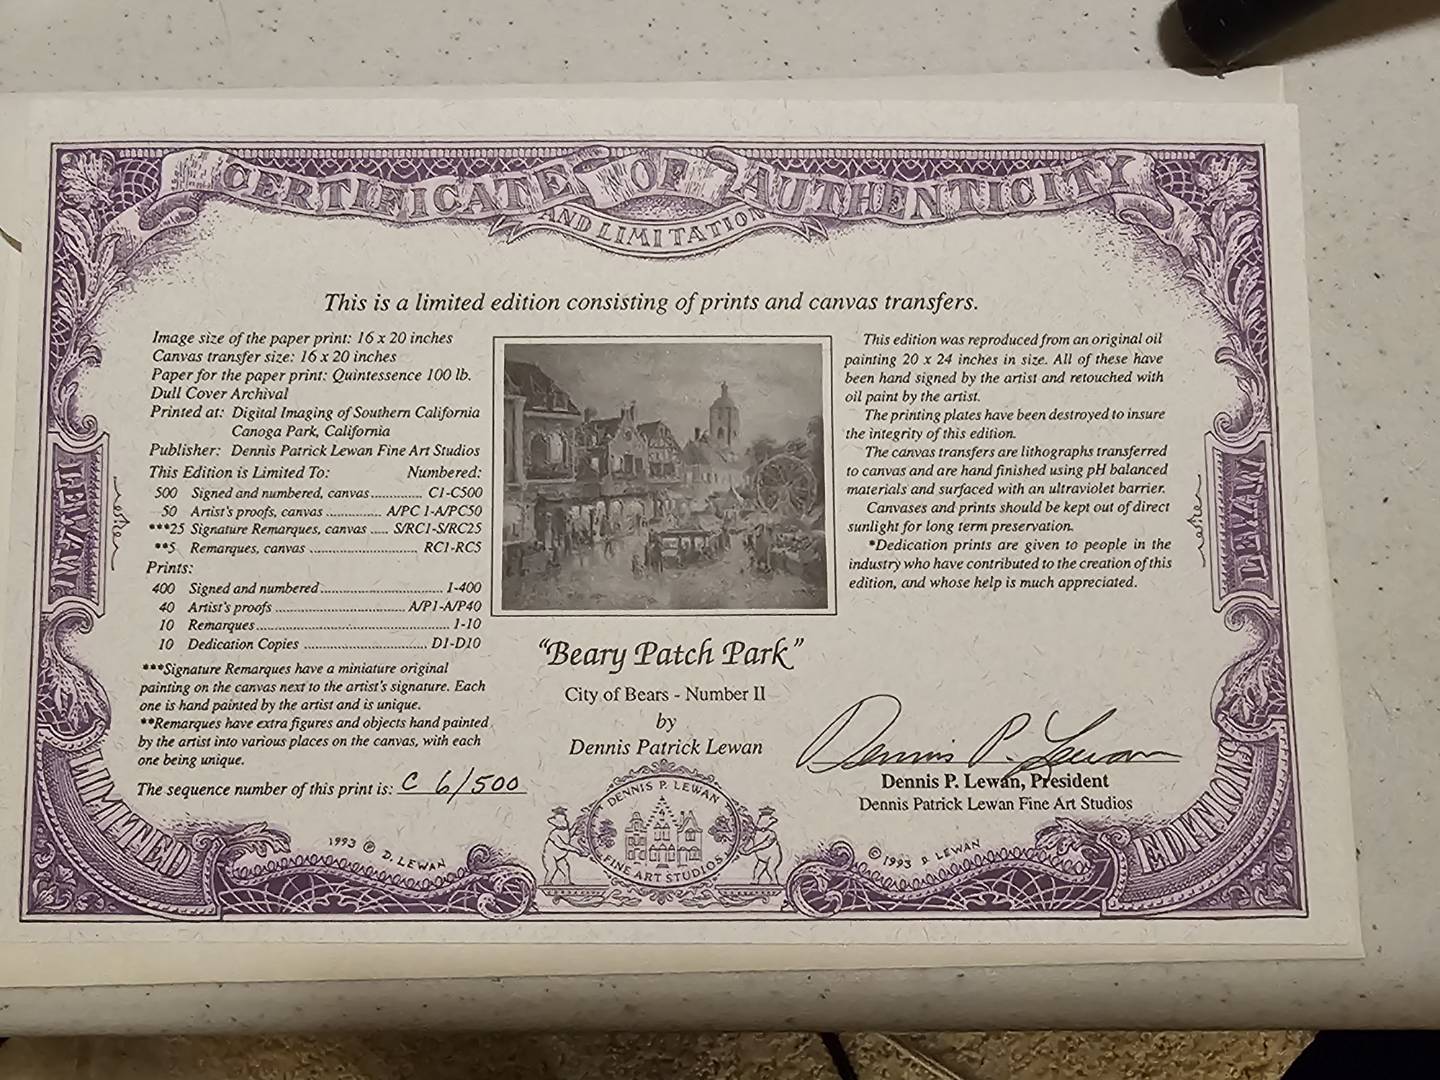 CERTIFICATE OF AUTHENTICITY
AND LIMITATION
This is a limited edition consisting of prints and canvas transfers.
Image size of the paper print: 16 x 20 inches
Canvas transfer size: 16 x 20 inches
Paper for the paper print: Quintessence 100 lb.
Dull Cover Archival
Printed at: Digital Imaging of Southern California
Canoga Park, California
Publisher: Dennis Patrick Lewan Fine Art Studios
This Edition is Limited To: Numbered:
500 Signed and numbered, canvas .............. C1-C500
50 Artist's proofs, canvas .............. A/PC 1-A/PC50
***25 Signature Remarques, canvas ..... S/RC1-S/RC25
**5 Remarques, canvas ............................ RC1-RC5
Prints:
400 Signed and numbered ............................... 1-400
40 Artist's proofs ................................. A/P1-A/P40
10 Remarques ................................................. 1-10
10 Dedication Copies ................................ D1-D10
***Signature Remarques have a miniature original
painting on the canvas next to the artist's signature. Each
one is hand painted by the artist and is unique.
**Remarques have extra figures and objects hand painted
by the artist into various places on the canvas, with each
one being unique.
The sequence number of this print is: C 6/500
"Beary Patch Park"
City of Bears - Number II
by
Dennis Patrick Lewan
This edition was reproduced from an original oil
painting 20 x 24 inches in size. All of these have
been hand signed by the artist and retouched with
oil paint by the artist.
The printing plates have been destroyed to insure
the integrity of this edition.
The canvas transfers are lithographs transferred
to canvas and are hand finished using pH balanced
materials and surfaced with an ultraviolet barrier.
Canvases and prints should be kept out of direct
sunlight for long term preservation.
*Dedication prints are given to people in the
industry who have contributed to the creation of this
edition, and whose help is much appreciated.
Dennis P. Lewan
Dennis P. Lewan, President
Dennis Patrick Lewan Fine Art Studios
LEWAN
LEWAN
LIMITED
EDITIONS
1993 © D. LEWAN
DENNIS P. LEWAN
FINE ART STUDIOS
© 1993 D. LEWAN